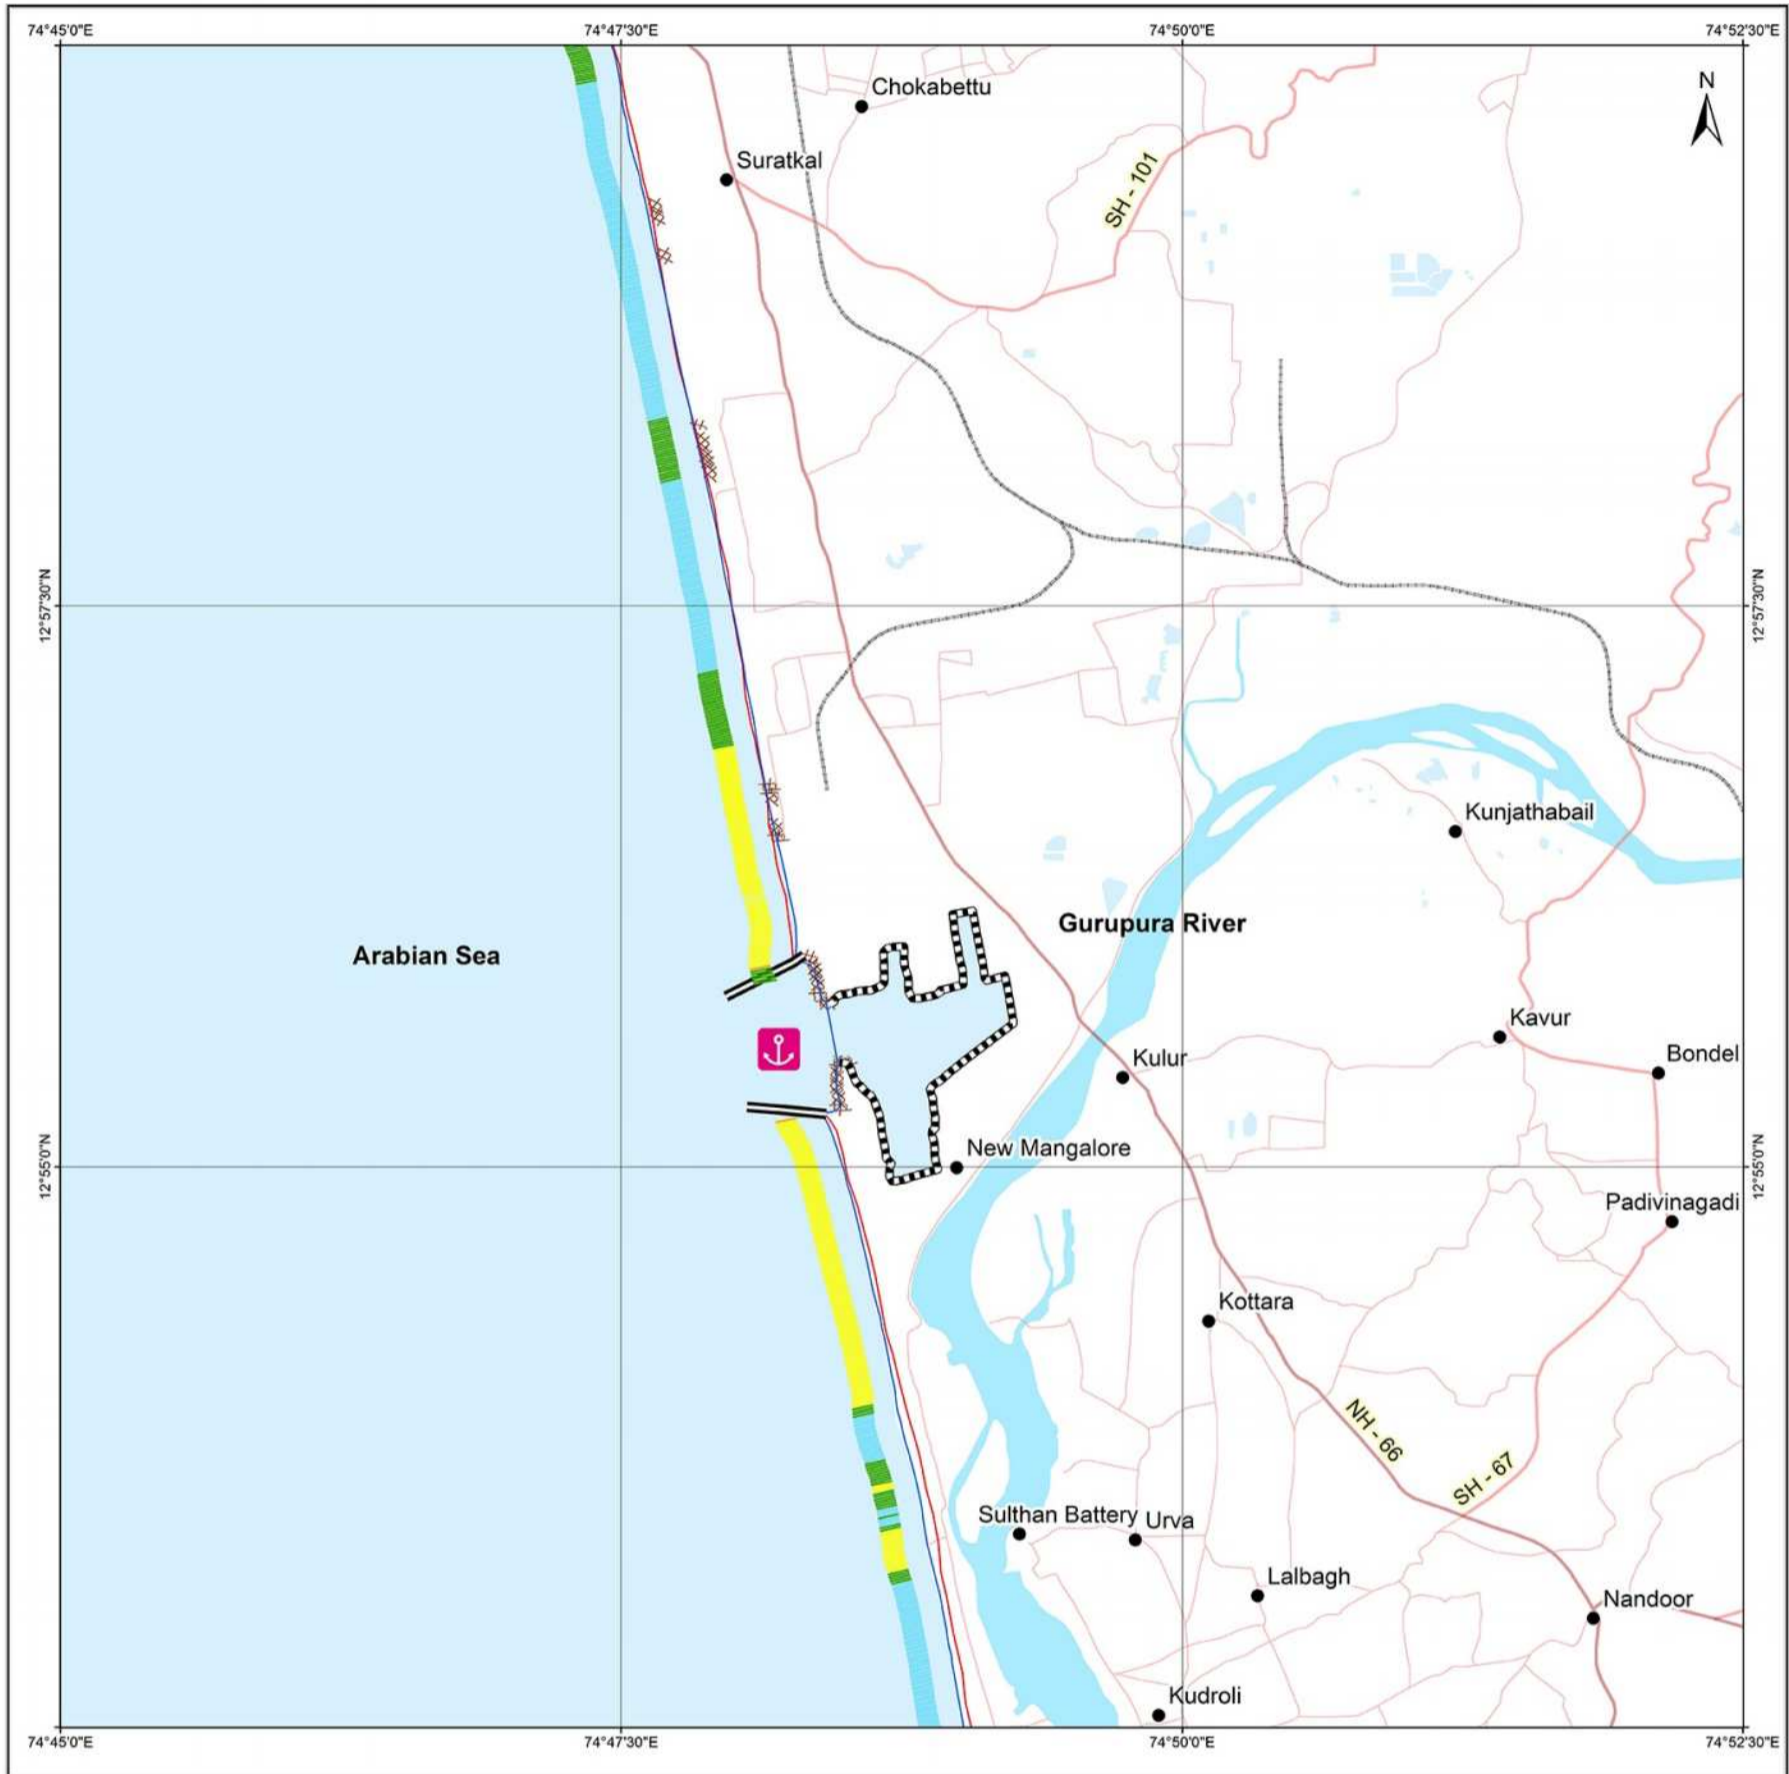 74°45'0"E
74°47'30"E
74°50'0"E
74°52'30"E
N
Chokabettu
Suratkal
SH - 101
12°57'30"N
12°57'30"N
Kunjathabail
Gurupura River
Arabian Sea
Kavur
Bondel
Kulur
New Mangalore
12°55'0"N
12°55'0"N
Padivinagadi
Kottara
NH - 66
SH - 67
Sulthan Battery
Urva
Lalbagh
Nandoor
Kudroli
74°45'0"E
74°47'30"E
74°50'0"E
74°52'30"E